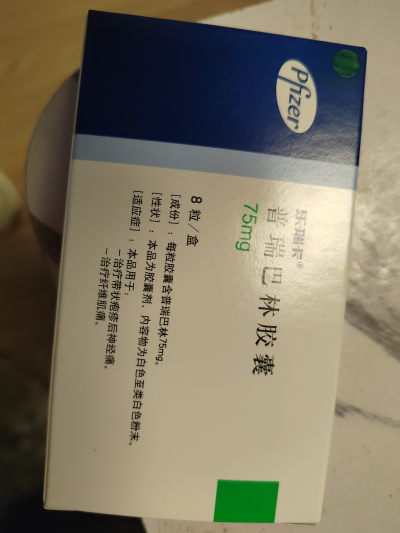 Pfizer
乐瑞卡®
普瑞巴林胶囊
75mg
8粒/盒
[成份]：每粒胶囊含普瑞巴林75mg。
[性状]：本品为胶囊剂，内容物为白色至类白色粉末。
[适应症]：本品用于：
－治疗带状疱疹后神经痛。
－治疗纤维肌痛。